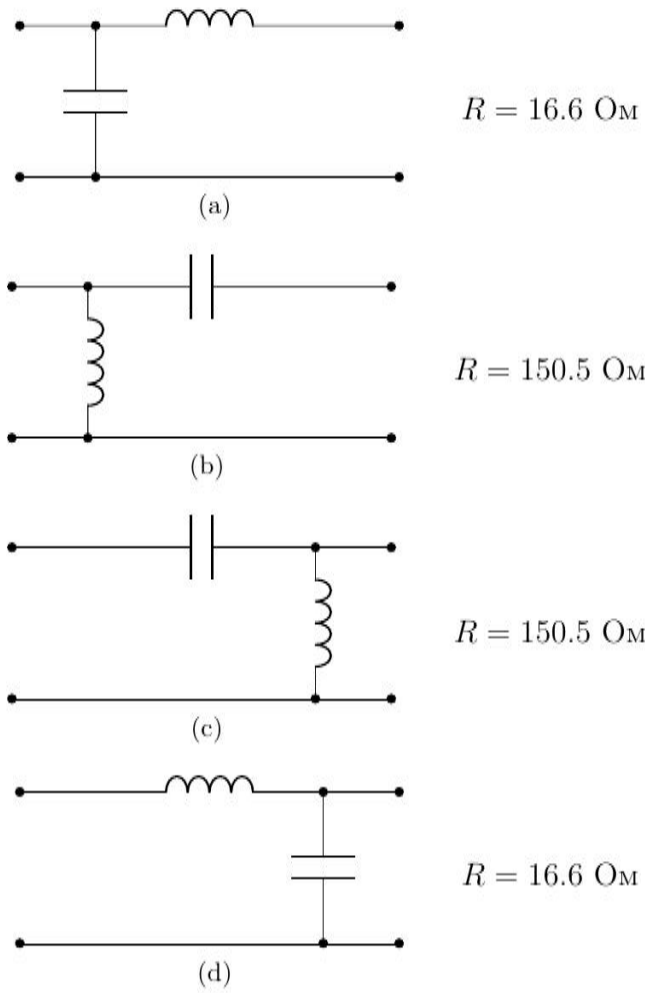 R = 16.6 Ом
(a)
R = 150.5 Ом
(b)
R = 150.5 Ом
(c)
R = 16.6 Ом
(d)